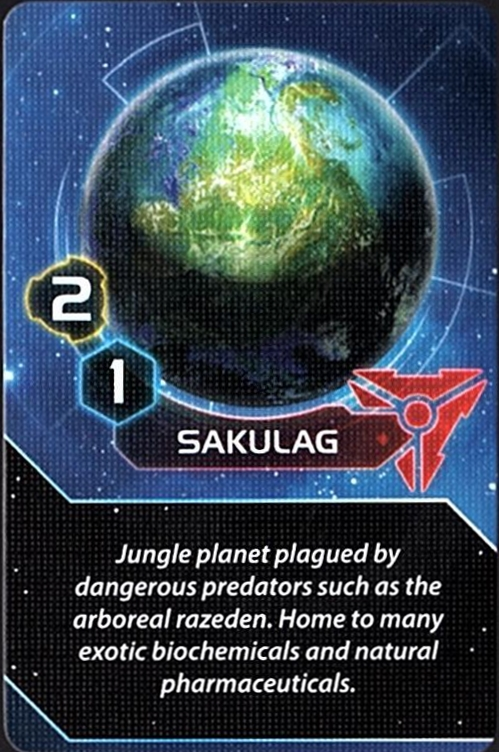 2
1
SAKULAG
Jungle planet plagued by
dangerous predators such as the
arboreal razeden. Home to many
exotic biochemicals and natural
pharmaceuticals.